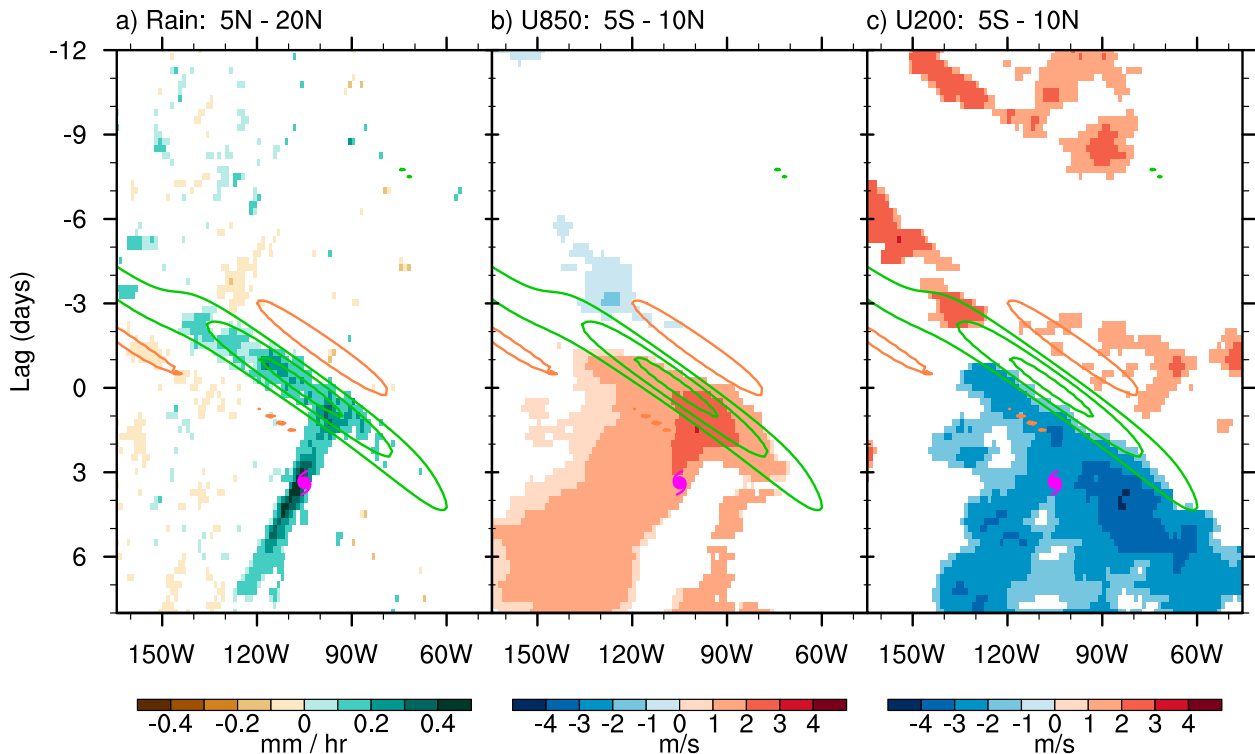 a) Rain: 5N - 20N
b) U850: 5S - 10N
c) U200: 5S - 10N
Lag (days)
-12
-9
-6
-3
0
3
6
150W 120W 90W 60W
150W 120W 90W 60W
150W 120W 90W 60W
-0.4 -0.2 0 0.2 0.4
mm / hr
-4 -3 -2 -1 0 1 2 3 4
m/s
-4 -3 -2 -1 0 1 2 3 4
m/s